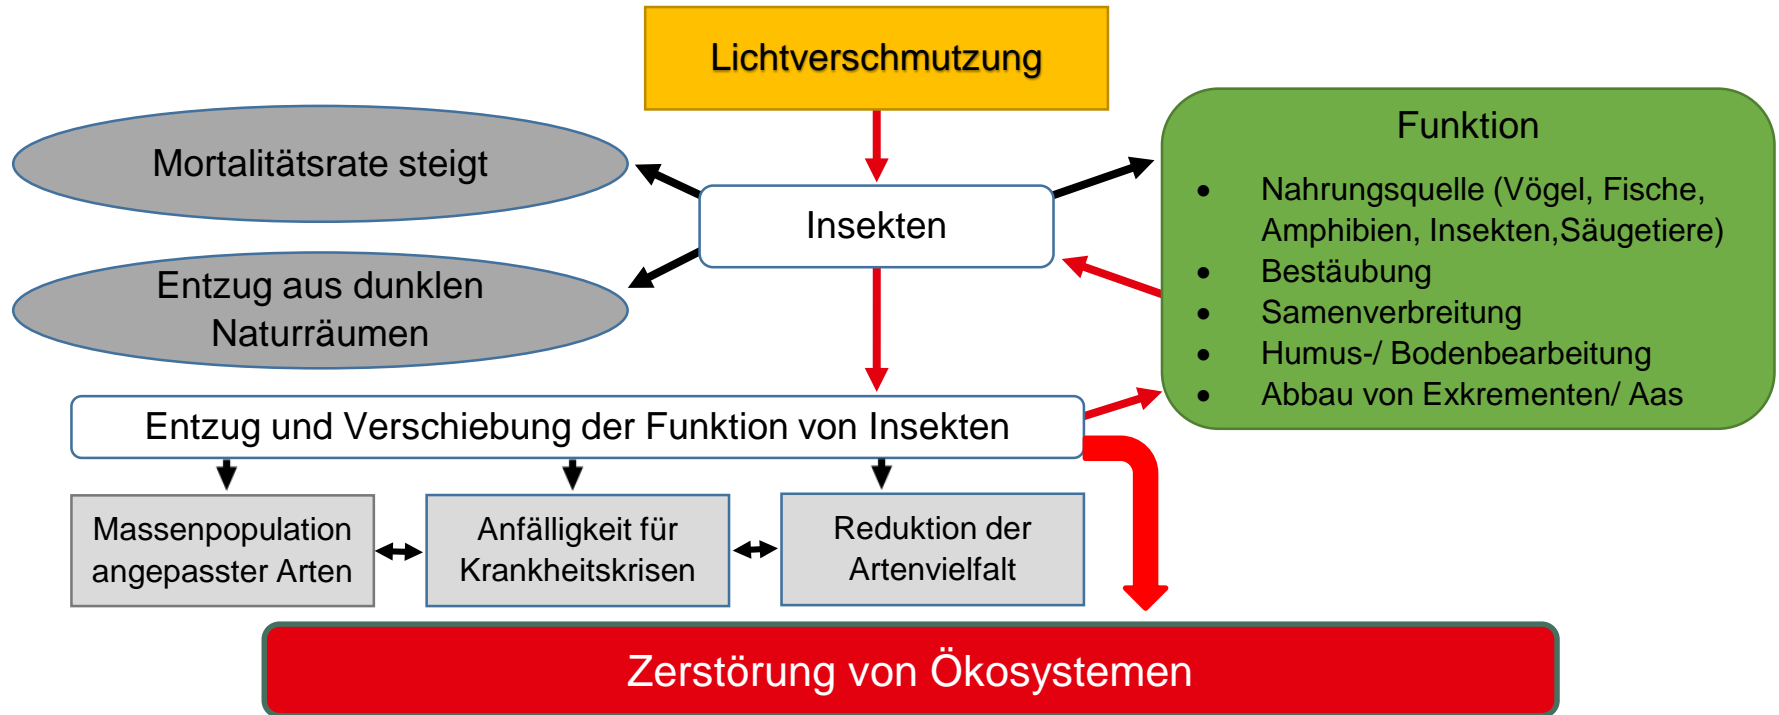 Lichtverschmutzung
Mortalitätsrate steigt
Insekten
Entzug aus dunklen
Naturräumen
Funktion
• Nahrungsquelle (Vögel, Fische,
Amphibien, Insekten,Säugetiere)
• Bestäubung
• Samenverbreitung
• Humus-/ Bodenbearbeitung
• Abbau von Exkrementen/ Aas
Entzug und Verschiebung der Funktion von Insekten
Massenpopulation
angepasster Arten
Anfälligkeit für
Krankheitskrisen
Reduktion der
Artenvielfalt
Zerstörung von Ökosystemen